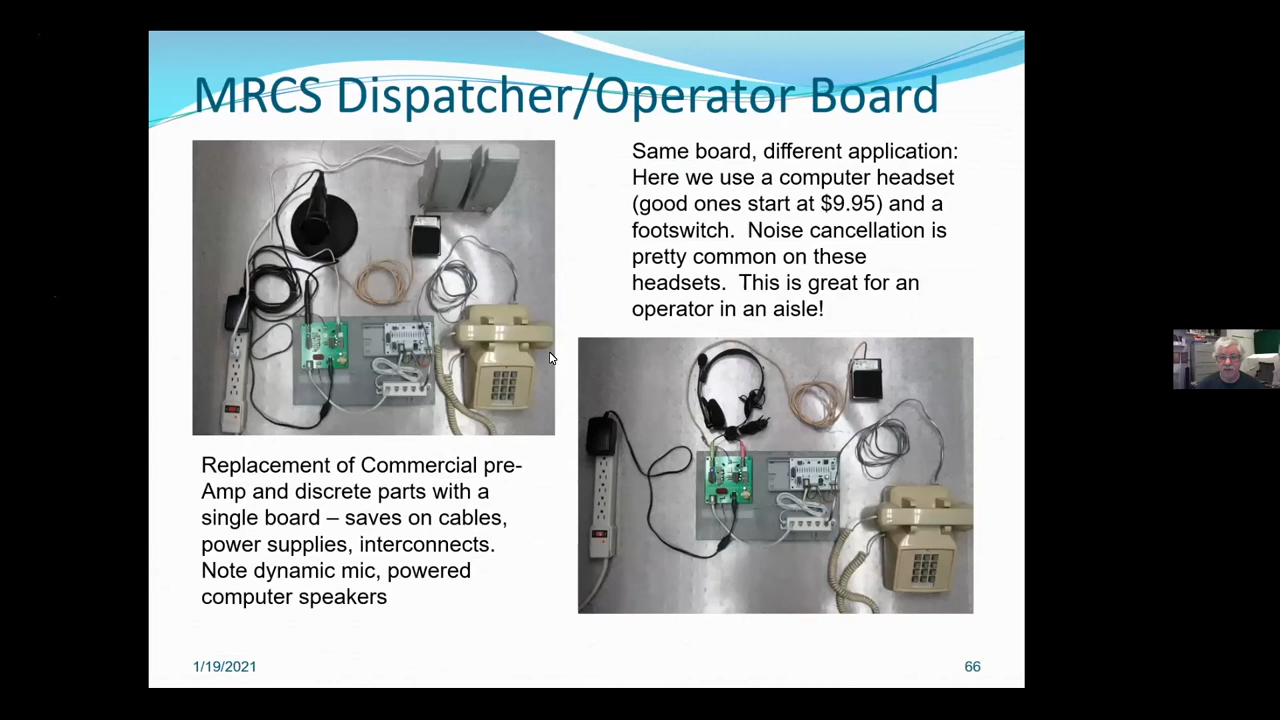 MRCS Dispatcher/Operator Board
Same board, different application:
Here we use a computer headset
(good ones start at $9.95) and a
footswitch.  Noise cancellation is
pretty common on these
headsets.  This is great for an
operator in an aisle!
Replacement of Commercial pre-
Amp and discrete parts with a
single board – saves on cables,
power supplies, interconnects.
Note dynamic mic, powered
computer speakers
1/19/2021
66